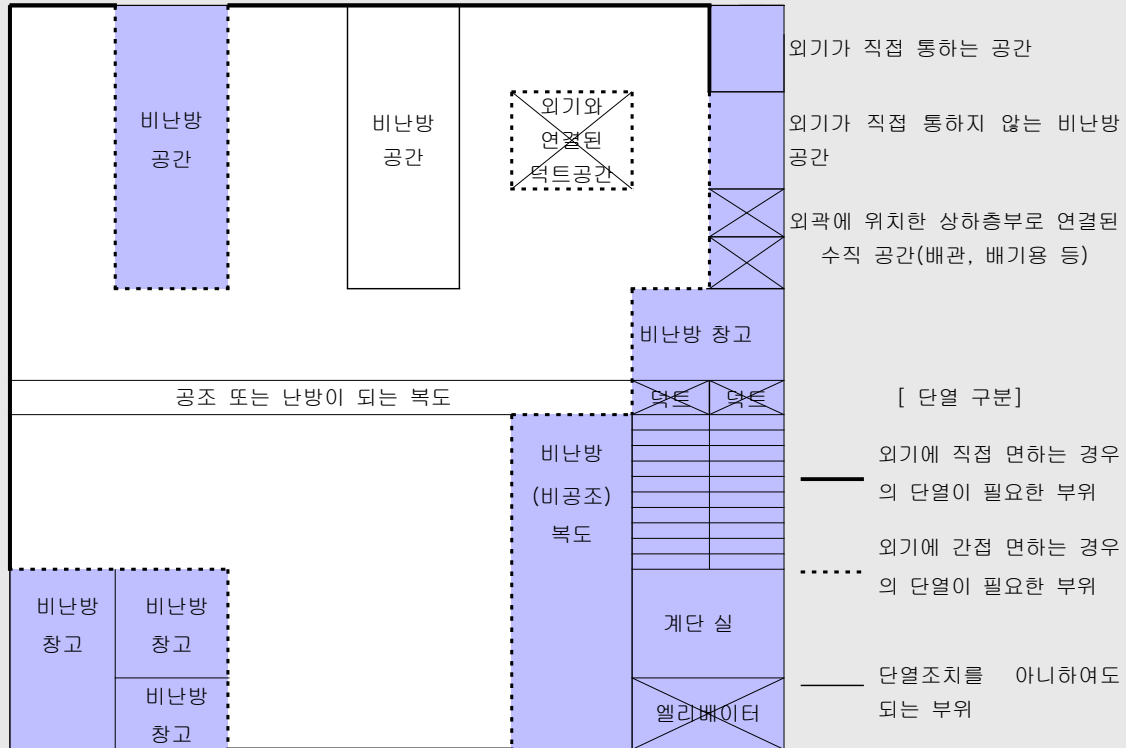 비난방
공간
비난방
공간
외기와
연결된
덕트공간
외기가 직접 통하는 공간
외기가 직접 통하지 않는 비난방
공간
외곽에 위치한 상하층부로 연결된
수직 공간(배관, 배기용 등)
비난방 창고
공조 또는 난방이 되는 복도
덕트
덕트
비난방
(비공조)
복도
계단 실
엘리베이터
비난방
창고
비난방
창고
비난방
창고
[ 단열 구분]
외기에 직접 면하는 경우
의 단열이 필요한 부위
외기에 간접 면하는 경우
의 단열이 필요한 부위
단열조치를 아니하여도
되는 부위